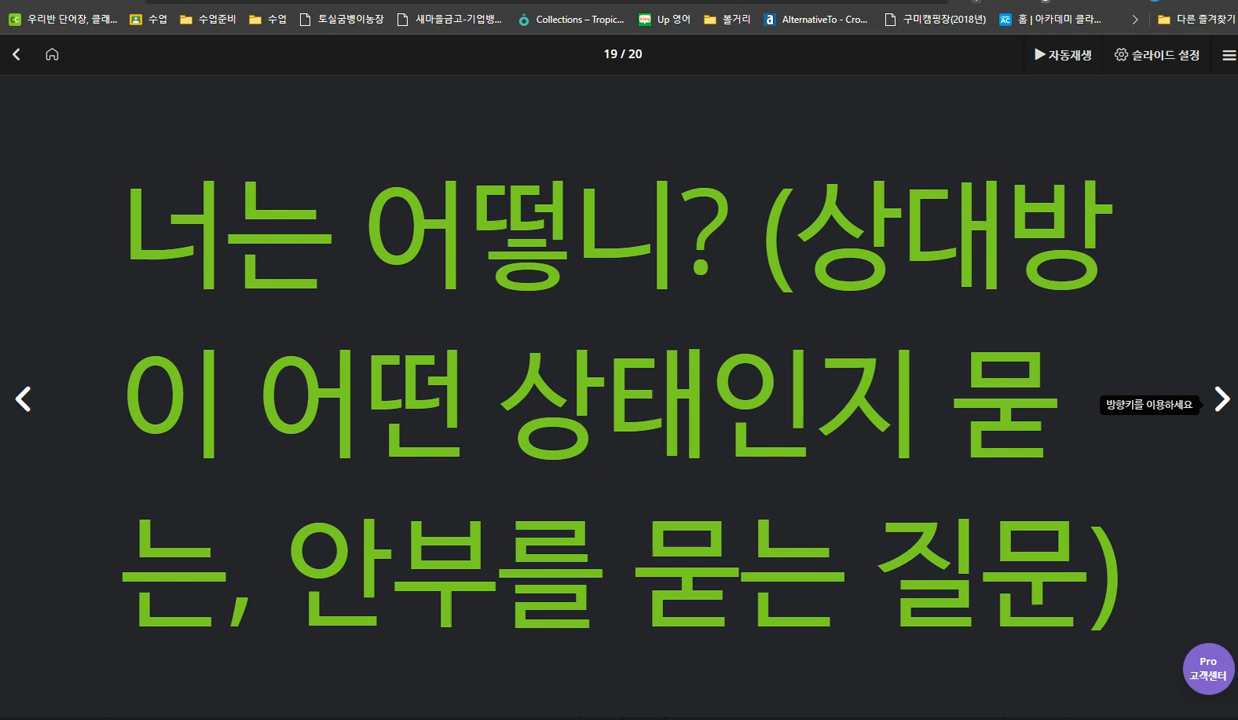 우리반 단어장, 클래... 수업 수업준비 수업 토실굼벵이농장 새마을금고-기업뱅... Collections – Tropic... Up 영어 볼거리 AlternativeTo - Cro... 구미캠핑장(2018년) 홈 | 아카데미 클라... 다른 즐겨찾기
19 / 20 자동재생 슬라이드 설정
너는 어떻니? (상대방
이 어떤 상태인지 묻
방향키를 이용하세요
는, 안부를 묻는 질문)
Pro
고객센터